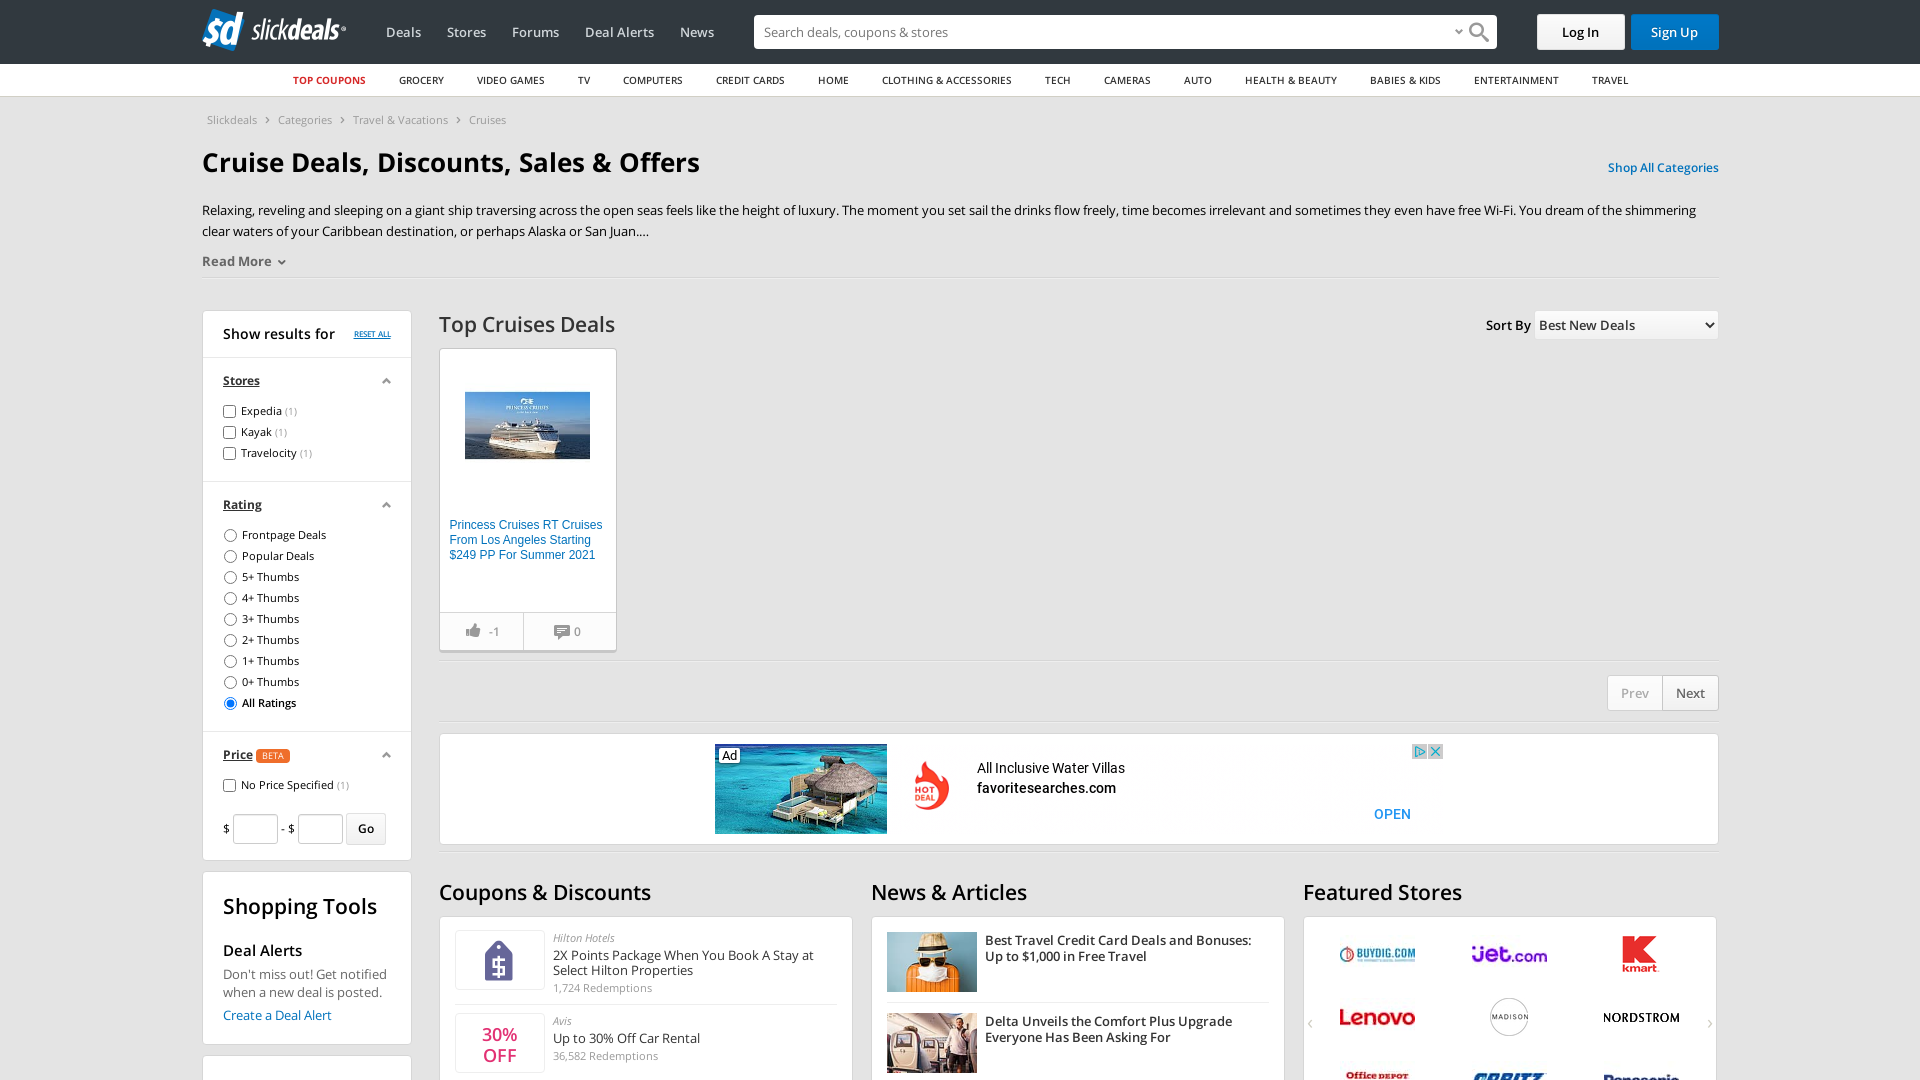 slickdeals
Deals
Stores
Forums
Deal Alerts
News
Search deals, coupons & stores
Log In
Sign Up
TOP COUPONS
GROCERY
VIDEO GAMES
TV
COMPUTERS
CREDIT CARDS
HOME
CLOTHING & ACCESSORIES
TECH
CAMERAS
AUTO
HEALTH & BEAUTY
BABIES & KIDS
ENTERTAINMENT
TRAVEL
Slickdeals › Categories › Travel & Vacations › Cruises
Cruise Deals, Discounts, Sales & Offers
Shop All Categories
Relaxing, reveling and sleeping on a giant ship traversing across the open seas feels like the height of luxury. The moment you set sail the drinks flow freely, time becomes irrelevant and sometimes they even have free Wi-Fi. You dream of the shimmering
clear waters of your Caribbean destination, or perhaps Alaska or San Juan....
Read More
Show results for
RESET ALL
Stores
Expedia (1)
Kayak (1)
Travelocity (1)
Rating
Frontpage Deals
Popular Deals
5+ Thumbs
4+ Thumbs
3+ Thumbs
2+ Thumbs
1+ Thumbs
0+ Thumbs
All Ratings
Price BETA
No Price Specified (1)
$ - $ Go
Shopping Tools
Deal Alerts
Don't miss out! Get notified
when a new deal is posted.
Create a Deal Alert
Top Cruises Deals
Sort By Best New Deals
PRINCESS CRUISES
Princess Cruises RT Cruises
From Los Angeles Starting
$249 PP For Summer 2021
-1
0
Prev
Next
Ad
HOT
DEAL
All Inclusive Water Villas
favoritesearches.com
OPEN
Coupons & Discounts
Hilton Hotels
2X Points Package When You Book A Stay at
Select Hilton Properties
1,724 Redemptions
30%
OFF
Avis
Up to 30% Off Car Rental
36,582 Redemptions
News & Articles
Best Travel Credit Card Deals and Bonuses:
Up to $1,000 in Free Travel
Delta Unveils the Comfort Plus Upgrade
Everyone Has Been Asking For
Featured Stores
BUYDIG.COM
Jet.com
kmart
Lenovo
MADISON
NORDSTROM
Office DEPOT
ORBITZ
Panasonic